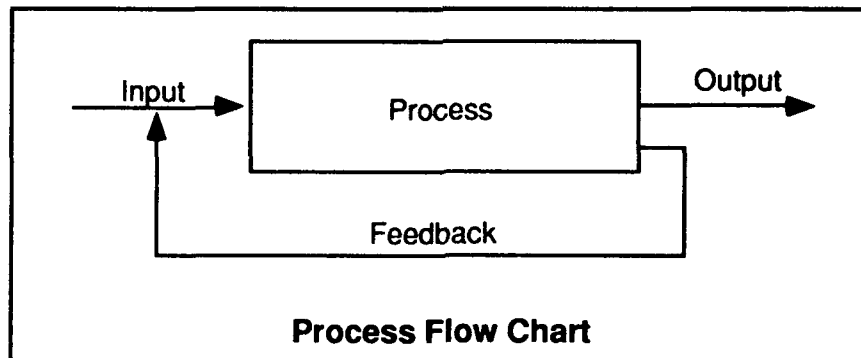 Input
Process
Output
Feedback
Process Flow Chart